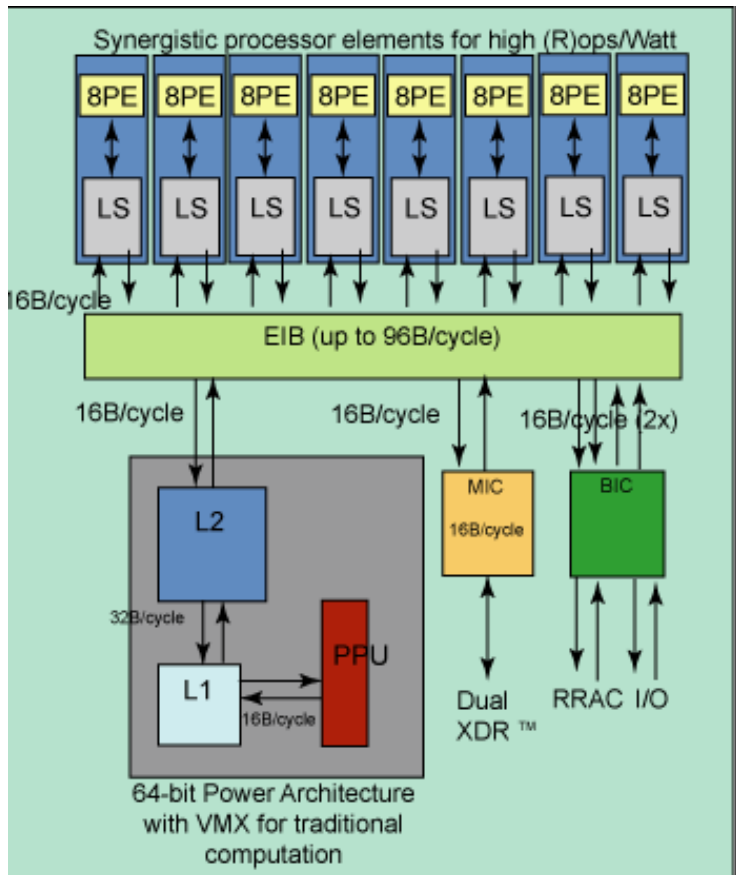 Synergistic processor elements for high (R)ops/Watt
8PE 8PE 8PE 8PE 8PE 8PE 8PE 8PE
LS LS LS LS LS LS LS LS
16B/cycle
EIB (up to 96B/cycle)
16B/cycle 16B/cycle 16B/cycle (2x)
L2
MIC
16B/cycle
BIC
32B/cycle
L1
PPU
16B/cycle
Dual
XDR ™
RRAC I/O
64-bit Power Architecture
with VMX for traditional
computation